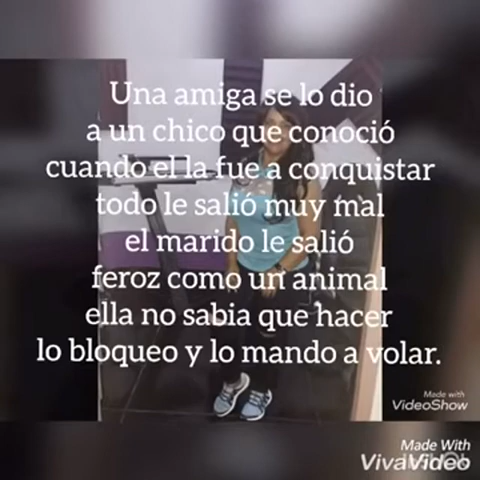 Una amiga se lo dio
a un chico que conoció
cuando el la fue a conquistar
todo le salió muy mal
el marido le salió
feroz como un animal
ella no sabia que hacer
lo bloqueo y lo mando a volar.
Made with
VideoShow
Made With
VivaVideo